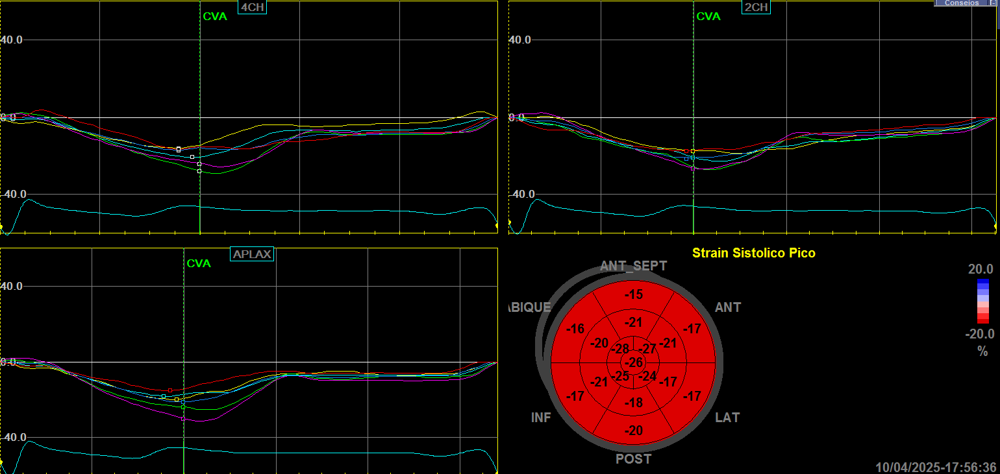 4CH
CVA
40.0
0.0
-40.0
2CH
CVA
Conseios
40.0
0.0
-40.0
APLAX
CVA
40.0
0.0
-40.0
Strain Sistolico Pico
ANT_SEPT
ABIQUE
ANT
INF
LAT
POST
-15
-16
-17
-21
-20
-21
-28
-27
-26
-25
-24
-21
-17
-17
-17
-18
-20
20.0
-20.0
%
10/04/2025-17:56:36